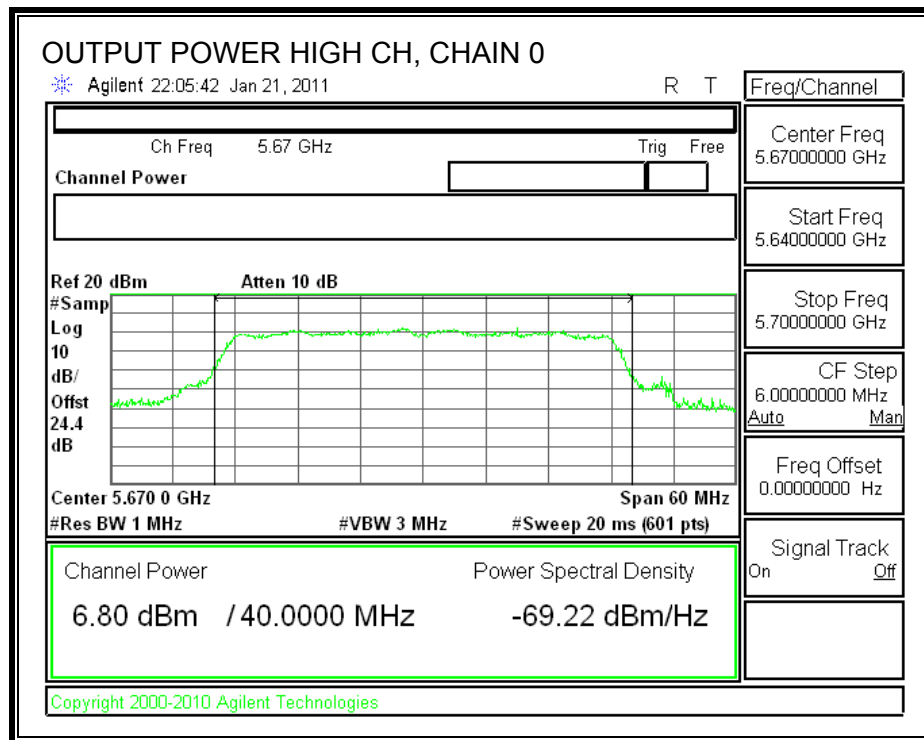 OUTPUT POWER HIGH CH, CHAIN 0
Agilent 22:05:42 Jan 21, 2011 R T
Freq/Channel
Ch Freq 5.67 GHz Trig Free
Channel Power
Center Freq
5.67000000 GHz
Start Freq
5.64000000 GHz
Stop Freq
5.70000000 GHz
CF Step
6.00000000 MHz
Auto Man
Freq Offset
0.00000000 Hz
Signal Track
On Off
Ref 20 dBm Atten 10 dB
#Samp
Log
10
dB/
Offst
24.4
dB
Center 5.670 0 GHz Span 60 MHz
#Res BW 1 MHz #VBW 3 MHz #Sweep 20 ms (601 pts)
Channel Power Power Spectral Density
6.80 dBm / 40.0000 MHz -69.22 dBm/Hz
Copyright 2000-2010 Agilent Technologies